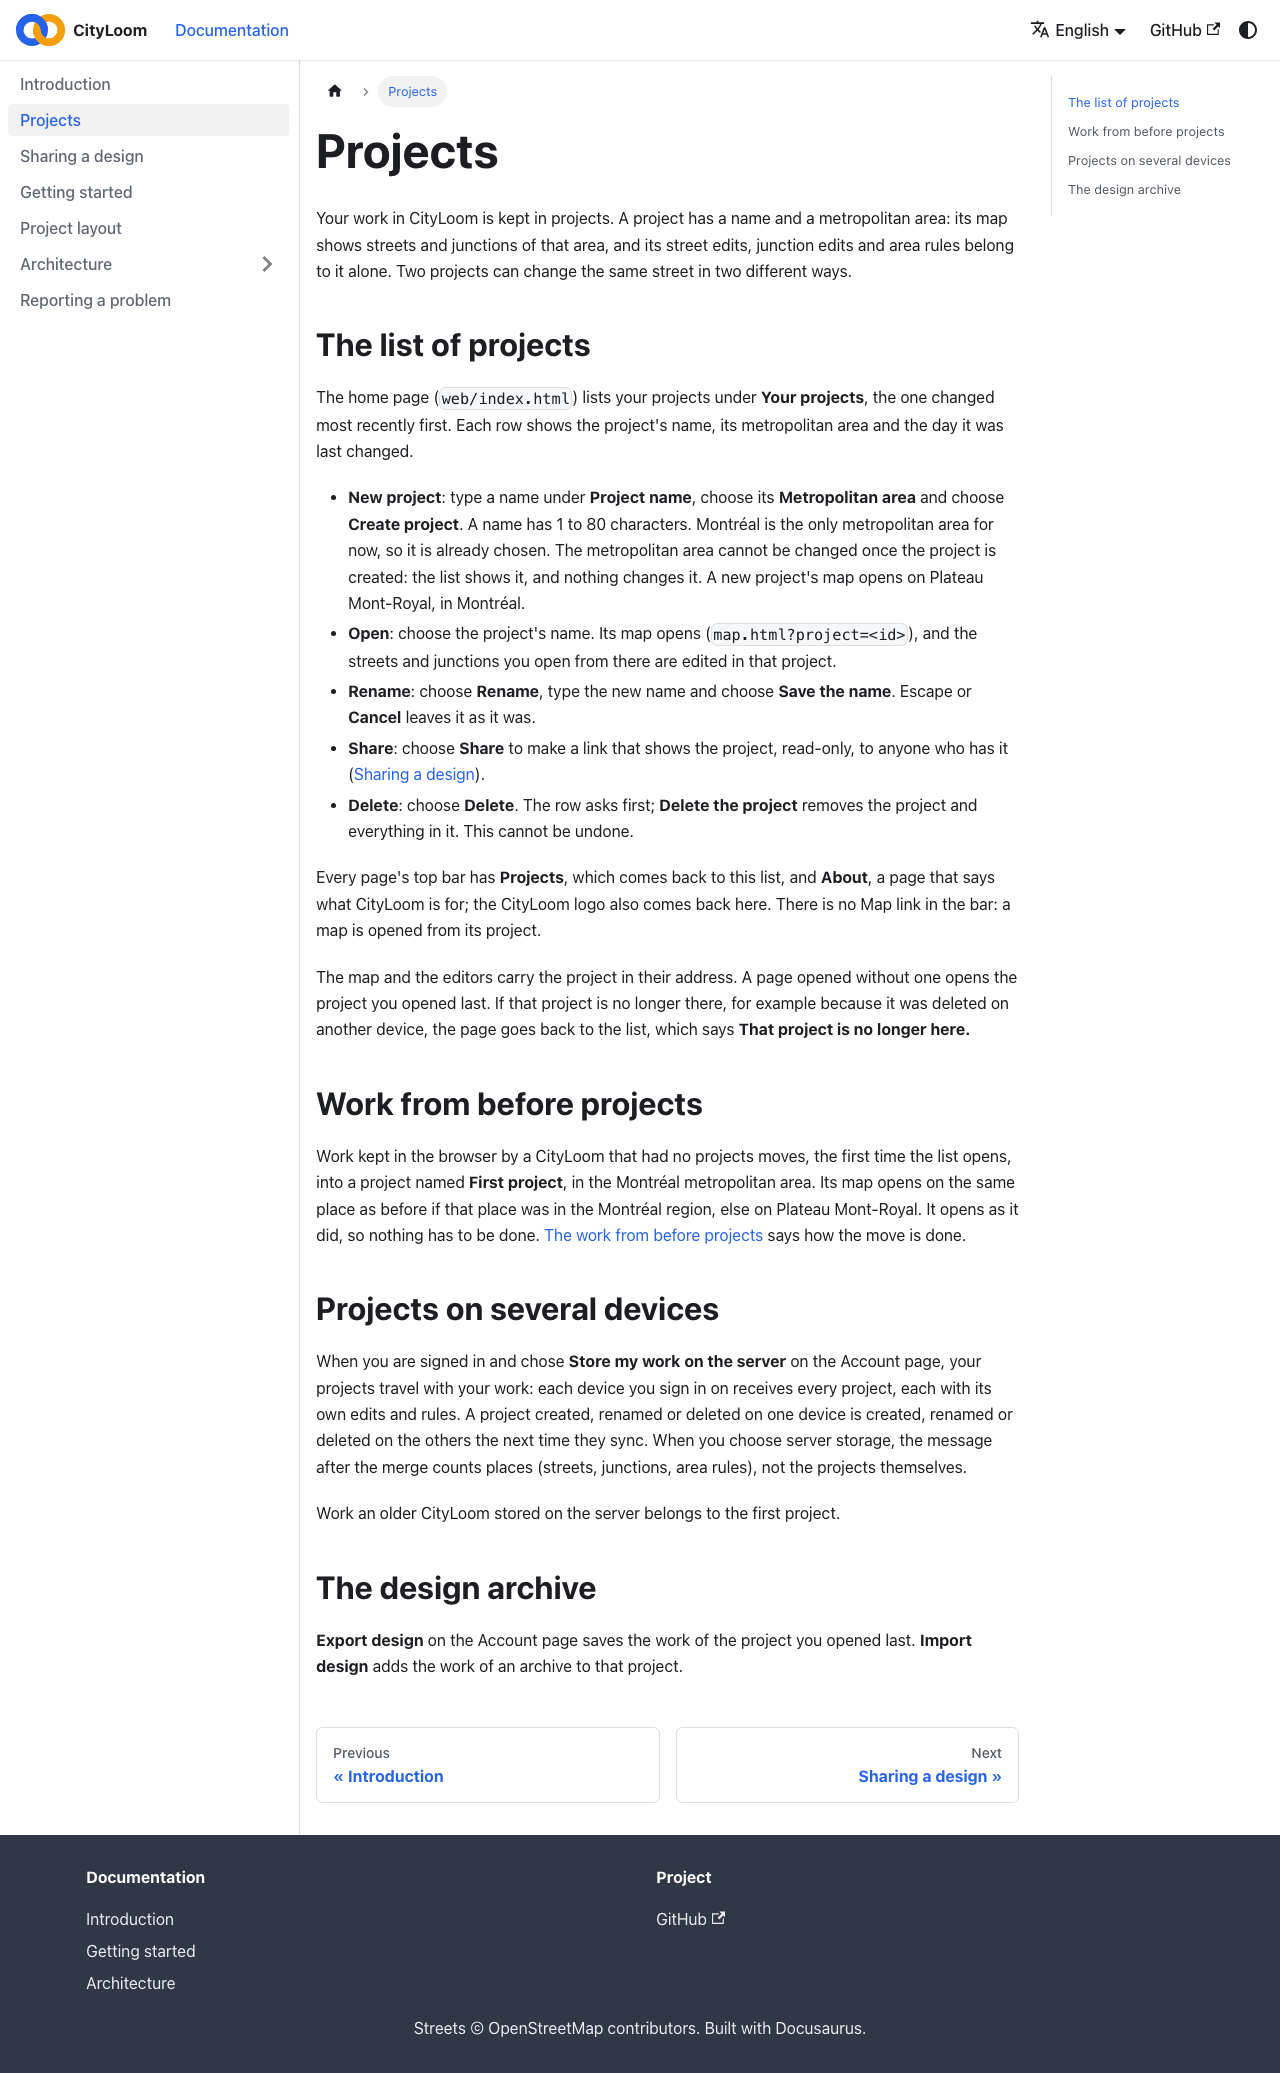 CityLoom
Documentation
English
GitHub
Introduction
Projects
Sharing a design
Getting started
Project layout
Architecture
Reporting a problem
Projects
Projects
Your work in CityLoom is kept in projects. A project has a name and a metropolitan area: its map
shows streets and junctions of that area, and its street edits, junction edits and area rules belong
to it alone. Two projects can change the same street in two different ways.
The list of projects
The home page (web/index.html) lists your projects under Your projects, the one changed
most recently first. Each row shows the project's name, its metropolitan area and the day it was
last changed.
• New project: type a name under Project name, choose its Metropolitan area and choose
Create project. A name has 1 to 80 characters. Montréal is the only metropolitan area for
now, so it is already chosen. The metropolitan area cannot be changed once the project is
created: the list shows it, and nothing changes it. A new project's map opens on Plateau
Mont-Royal, in Montréal.
• Open: choose the project's name. Its map opens (map.html?project=<id>), and the
streets and junctions you open from there are edited in that project.
• Rename: choose Rename, type the new name and choose Save the name. Escape or
Cancel leaves it as it was.
• Share: choose Share to make a link that shows the project, read-only, to anyone who has it
(Sharing a design).
• Delete: choose Delete. The row asks first; Delete the project removes the project and
everything in it. This cannot be undone.
Every page's top bar has Projects, which comes back to this list, and About, a page that says
what CityLoom is for; the CityLoom logo also comes back here. There is no Map link in the bar: a
map is opened from its project.
The map and the editors carry the project in their address. A page opened without one opens the
project you opened last. If that project is no longer there, for example because it was deleted on
another device, the page goes back to the list, which says That project is no longer here.
Work from before projects
Work kept in the browser by a CityLoom that had no projects moves, the first time the list opens,
into a project named First project, in the Montréal metropolitan area. Its map opens on the same
place as before if that place was in the Montréal region, else on Plateau Mont-Royal. It opens as it
did, so nothing has to be done. The work from before projects says how the move is done.
Projects on several devices
When you are signed in and chose Store my work on the server on the Account page, your
projects travel with your work: each device you sign in on receives every project, each with its
own edits and rules. A project created, renamed or deleted on one device is created, renamed or
deleted on the others the next time they sync. When you choose server storage, the message
after the merge counts places (streets, junctions, area rules), not the projects themselves.
Work an older CityLoom stored on the server belongs to the first project.
The design archive
Export design on the Account page saves the work of the project you opened last. Import
design adds the work of an archive to that project.
Previous
« Introduction
Next
Sharing a design »
The list of projects
Work from before projects
Projects on several devices
The design archive
Documentation
Introduction
Getting started
Architecture
Project
GitHub
Streets © OpenStreetMap contributors. Built with Docusaurus.